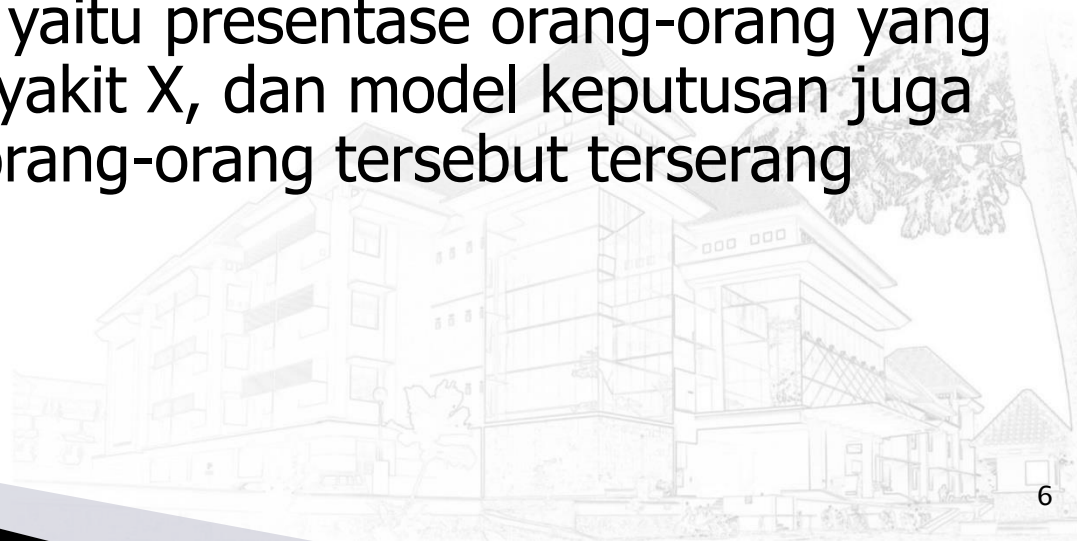 yaitu presentase orang-orang yang
yakit X, dan model keputusan juga
orang-orang tersebut terserang
6